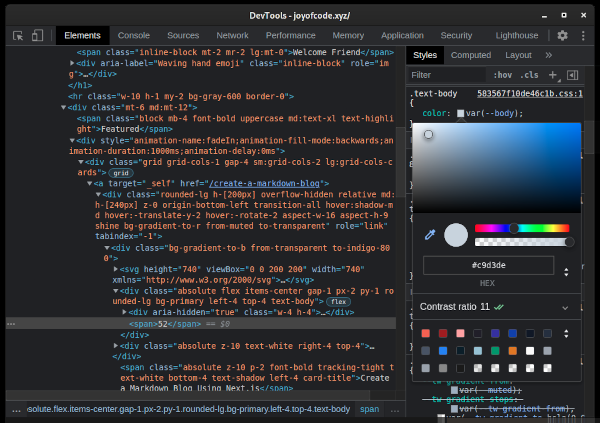 DevTools - joyofcode.xyz/
Elements Console Sources Network Performance Memory Application Security Lighthouse
<span class="inline-block mt-2 mr-2 lg:mt-0">Welcome Friend</span>
<div aria-label="Waving hand emoji" class="inline-block" role="im
g">…</div>
</h1>
<hr class="w-10 h-1 my-2 bg-gray-600 border-0">
<div class="mt-6 md:mt-12">
<span class="block mb-4 font-bold uppercase md:text-xl text-highli
ght">Featured</span>
<div style="animation-name:fadeIn;animation-fill-mode:backwards;an
imation-duration:1000ms;animation-delay:0ms">
<div class="grid grid-cols-1 gap-4 sm:grid-cols-2 lg:grid-cols-c
ards"> grid
<a target="_self" href="/create-a-markdown-blog">
<div class="rounded-lg h-[200px] overflow-hidden relative md:
h-[240px] z-0 origin-bottom-left transition-all hover:shadow-m
d hover:-translate-y-2 hover:-rotate-2 aspect-w-16 aspect-h-9
shine bg-gradient-to-r from-muted to-transparent" role="link"
tabindex="-1">
<div class="bg-gradient-to-b from-transparent to-indigo-80
0">
<svg height="740" viewBox="0 0 200 200" width="740"
xmlns="http://www.w3.org/2000/svg">…</svg>
<div class="absolute flex items-center gap-1 px-2 py-1 ro
unded-lg bg-primary left-4 top-4 text-body"> flex
<div aria-hidden="true" class="w-4 h-4">…</div>
… <span>52</span> == $0
</div>
<div class="absolute z-10 text-white right-4 top-4">…
</div>
<span class="absolute z-10 p-2 font-bold tracking-tight t
ext-white bottom-4 text-shadow left-4 card-title">Create
a Markdown Blog Using Next.js</span>
… osolute.flex.items-center.gap-1.px-2.py-1.rounded-lg.bg-primary.left-4.top-4.text-body span …
Styles Computed Layout »
Filter :hov .cls +
.text-body 583567f10de46c1b.css:1
{
color: var(--body);
}
#c9d3de
HEX
Contrast ratio 11
tw-gradient-from:
var(--muted);
--tw-gradient-stops:
var(--tw-gradient-from),